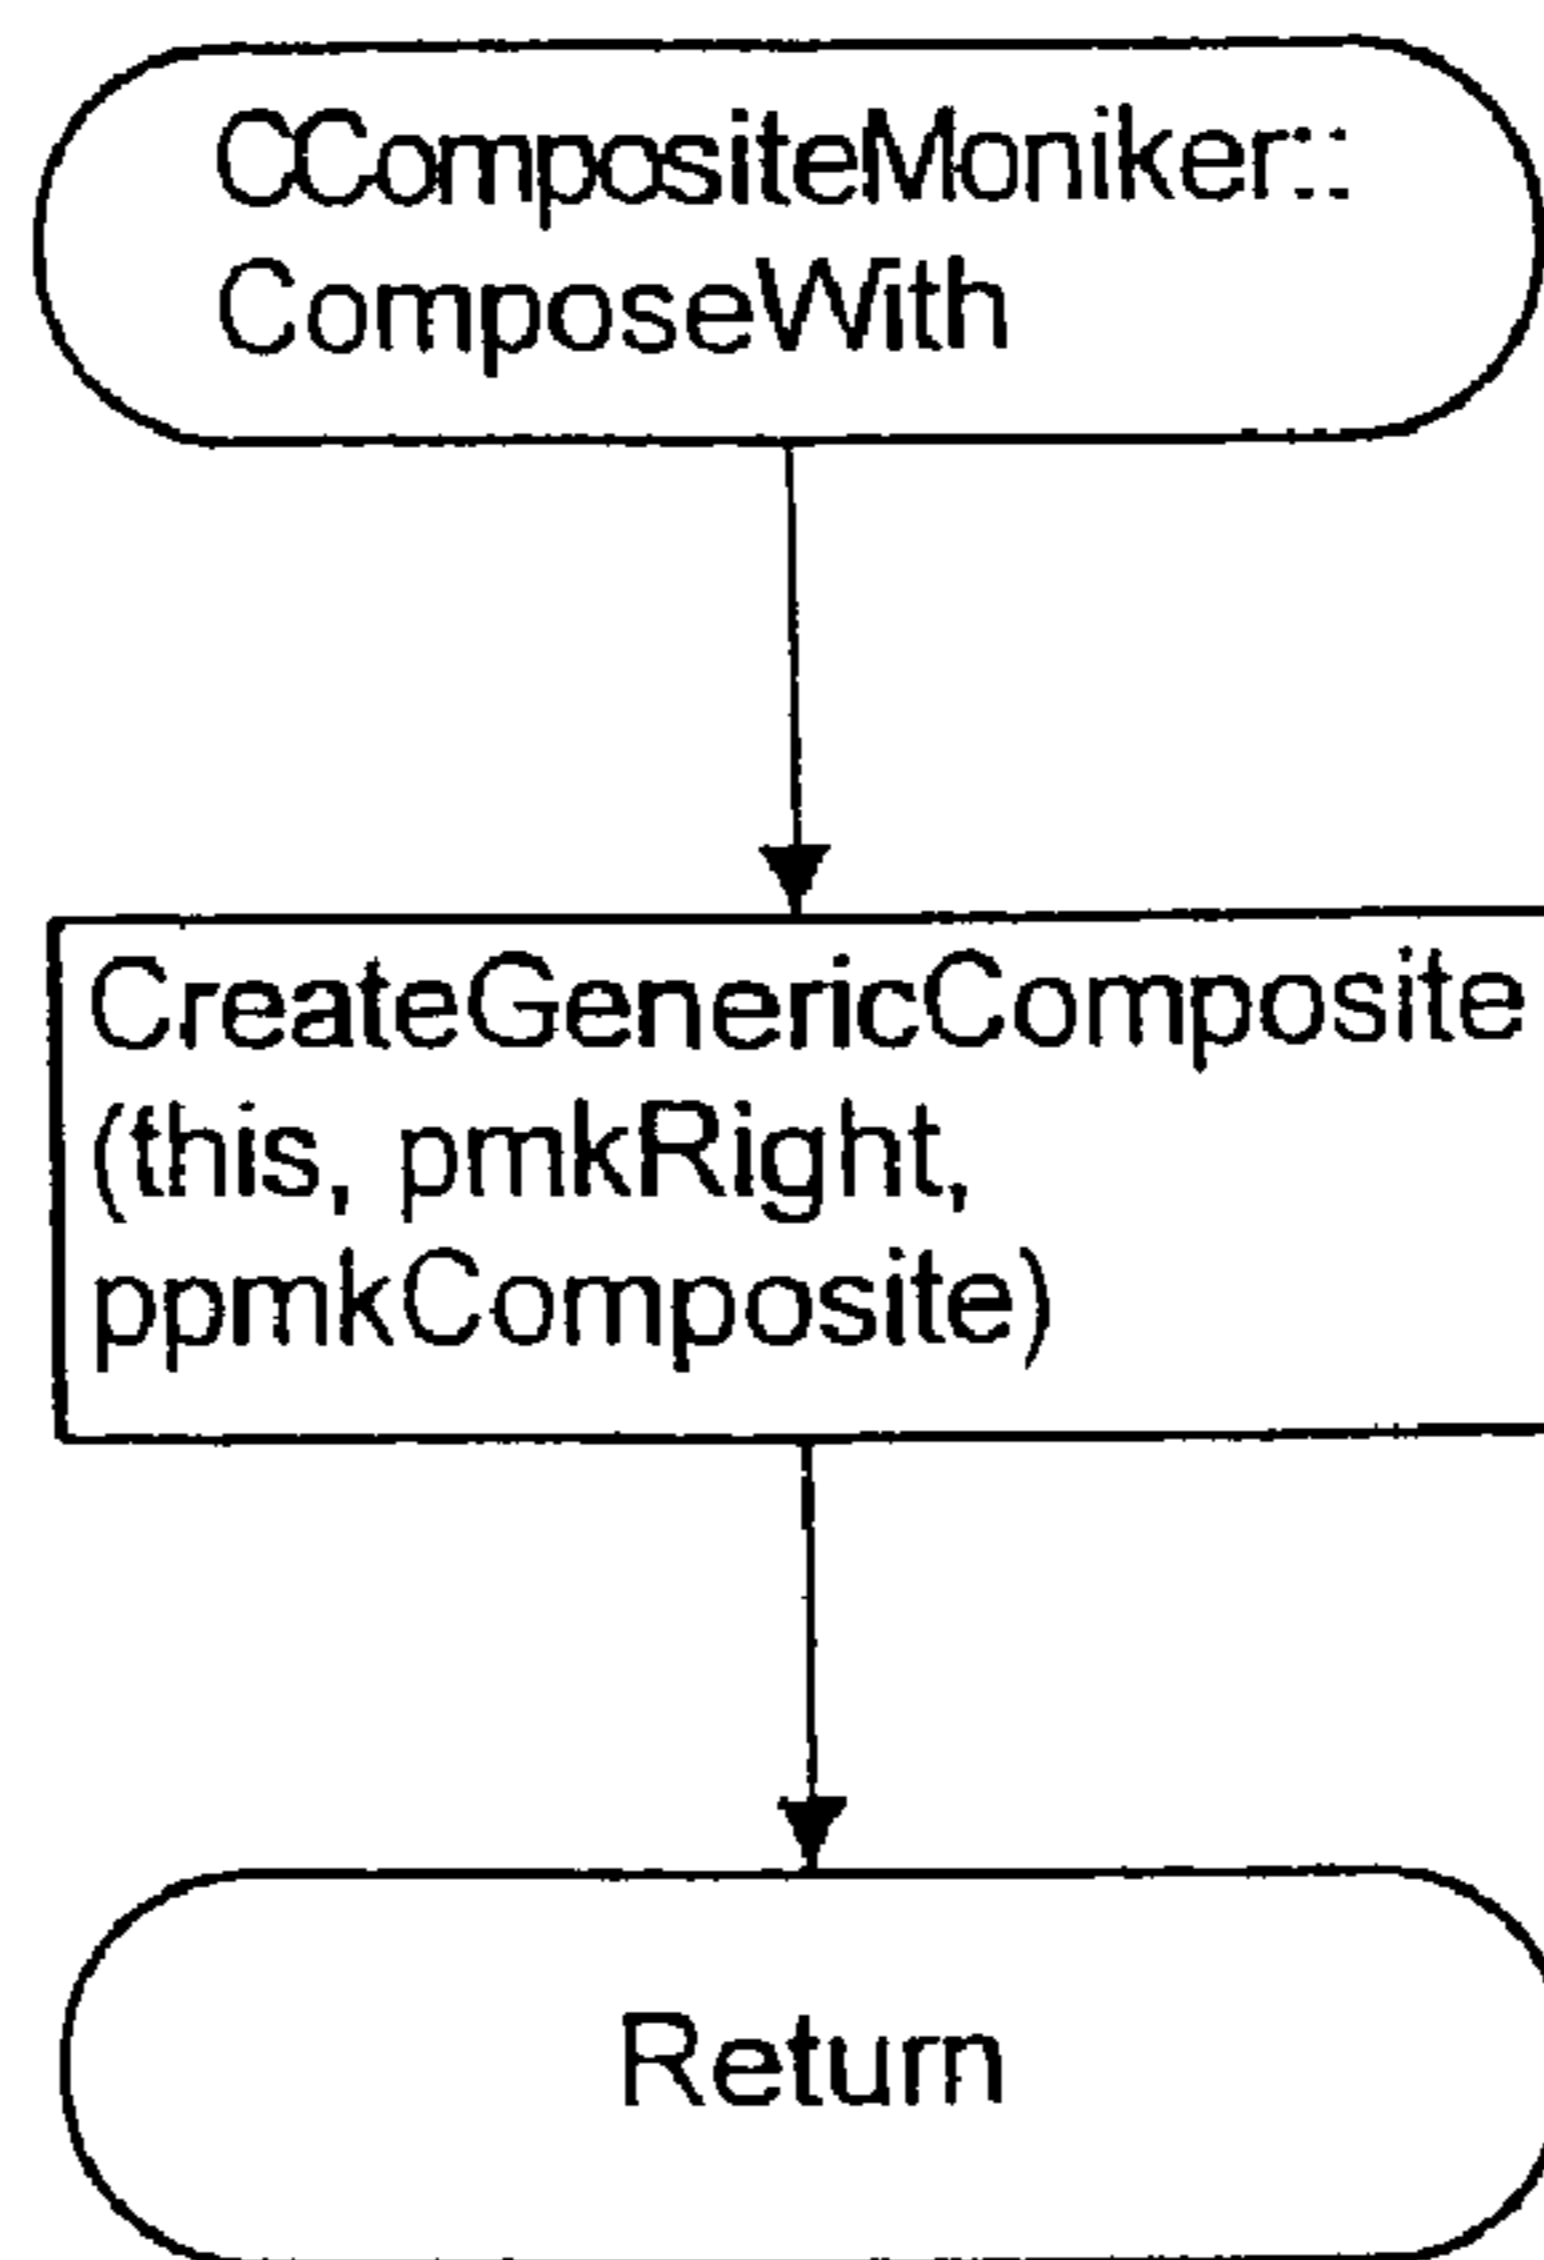 CCompositeMoniker::
ComposeWith
CreateGenericComposite
(this, pmkRight,
ppmkComposite)
Return